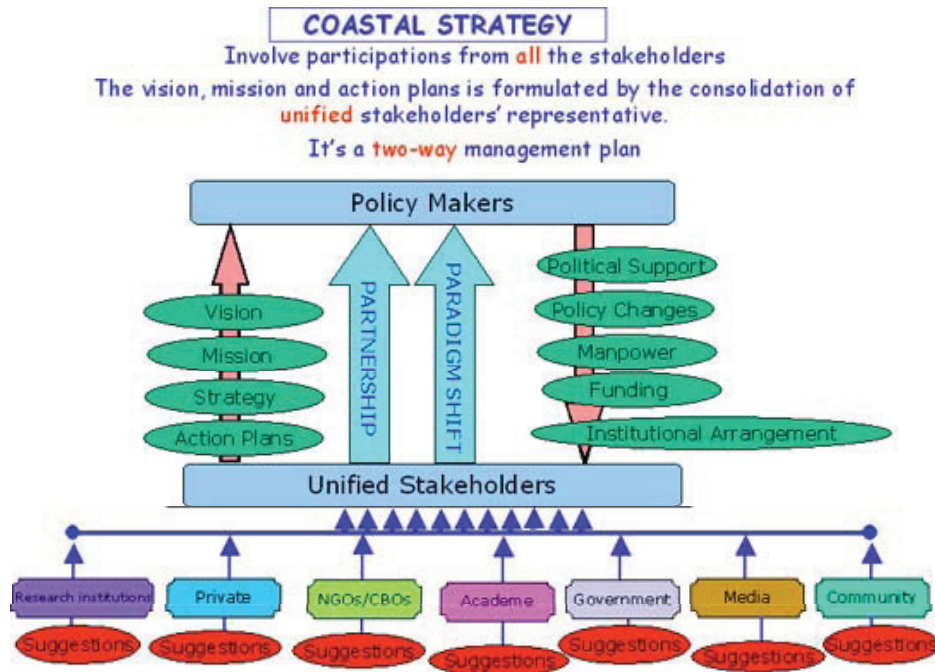 COASTAL STRATEGY
Involve participations from all the stakeholders
The vision, mission and action plans is formulated by the consolidation of
unified stakeholders' representative.
It's a two-way management plan
Policy Makers
Vision
Mission
Strategy
Action Plans
PARTNERSHIP
PARADIGM SHIFT
Political Support
Policy Changes
Manpower
Funding
Institutional Arrangement
Unified Stakeholders
Research institutions
Private
NGOs/CBOs
Academe
Government
Media
Community
Suggestions
Suggestions
Suggestions
Suggestions
Suggestions
Suggestions
Suggestions